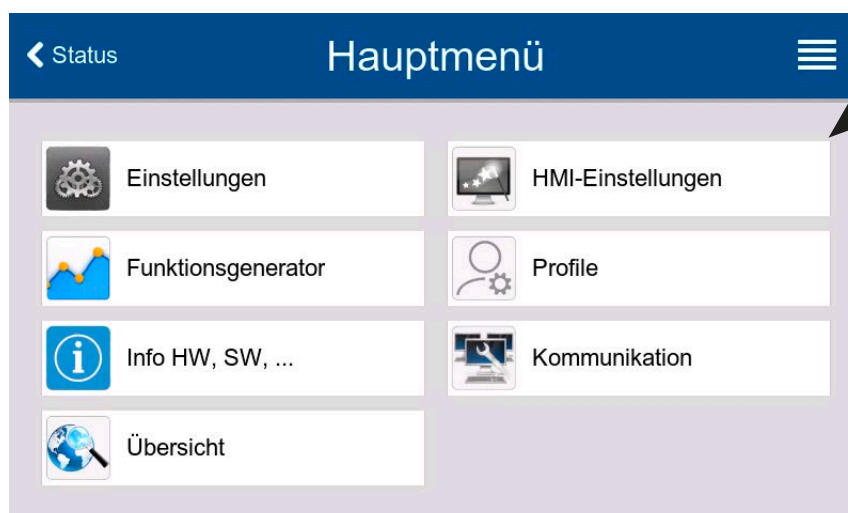 Status
Hauptmenü
Einstellungen
HMI-Einstellungen
Funktionsgenerator
Profile
Info HW, SW, ...
Kommunikation
Übersicht